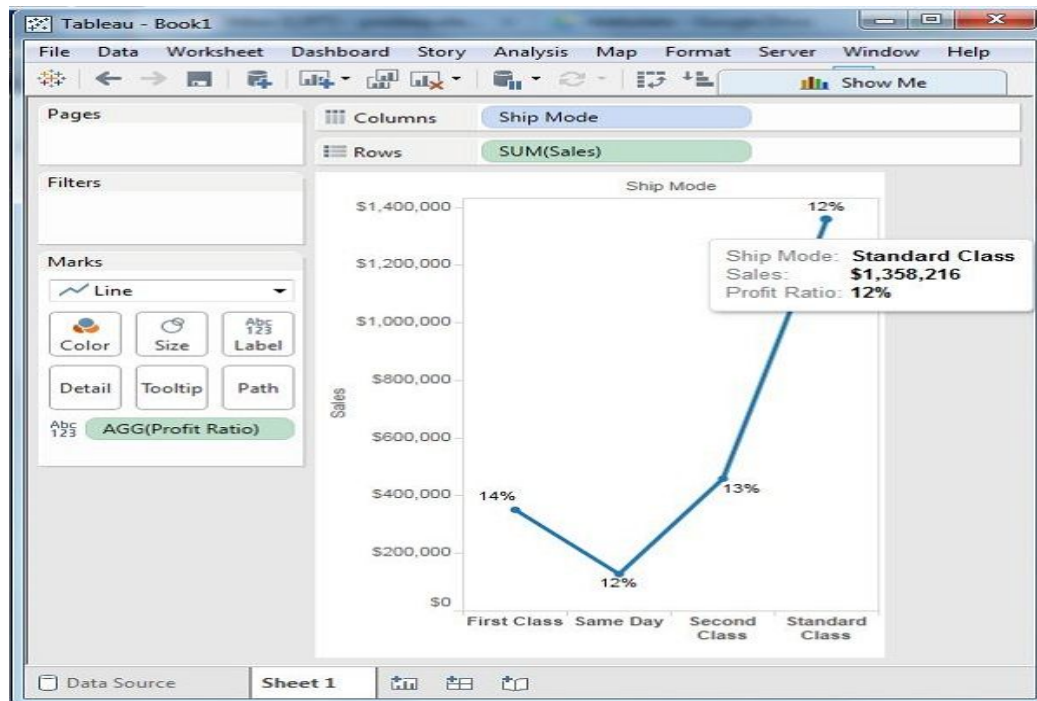 Tableau - Book1
File Data Worksheet Dashboard Story Analysis Map Format Server Window Help
Show Me
Pages
Columns Ship Mode
Rows SUM(Sales)
Filters
Marks
Line
Color Size Abc 123 Label
Detail Tooltip Path
Abc 123 AGG(Profit Ratio)
Ship Mode
$1,400,000
$1,200,000
$1,000,000
$800,000
$600,000
$400,000
$200,000
$0
Sales
14%
12%
13%
12%
Ship Mode: Standard Class
Sales: $1,358,216
Profit Ratio: 12%
First Class Same Day Second Class Standard Class
Data Source Sheet 1